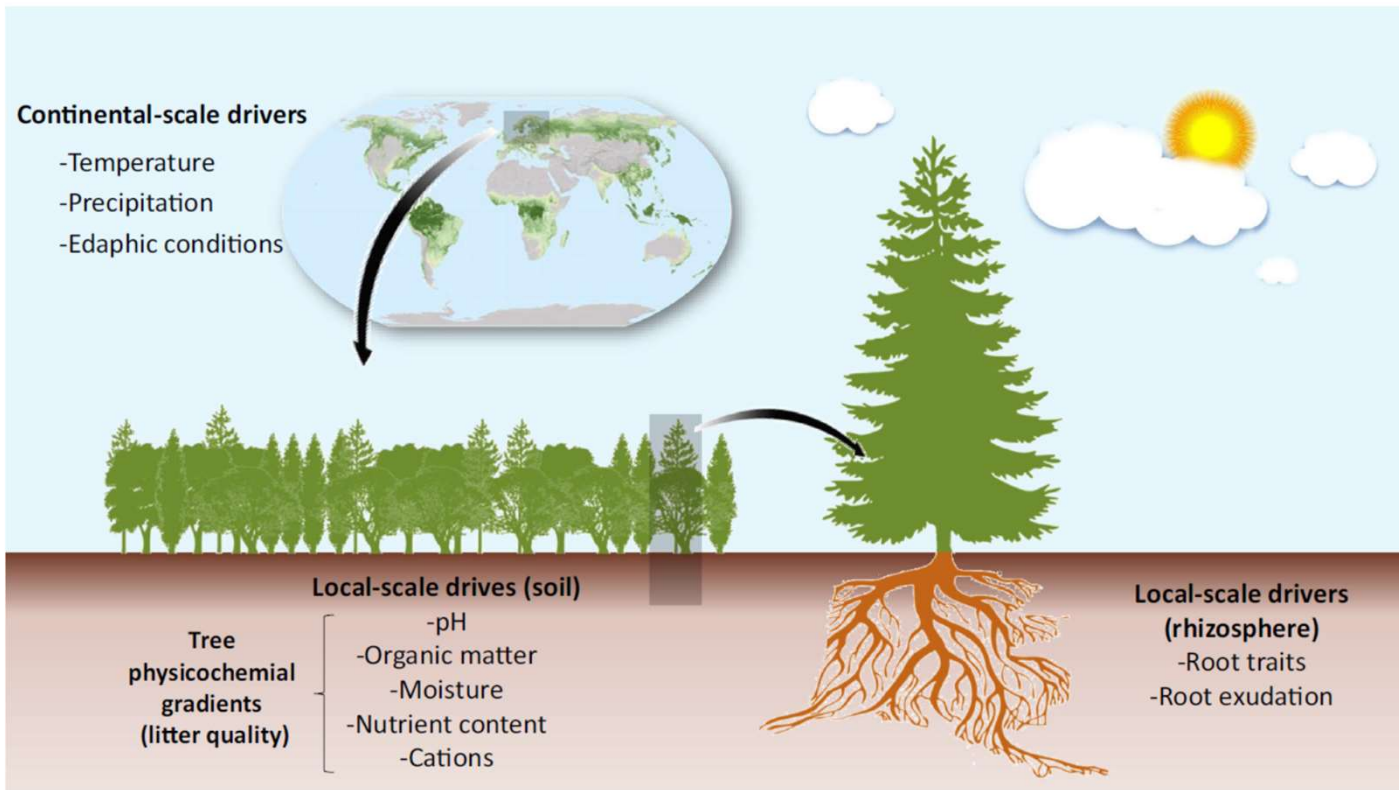 Continental-scale drivers
-Temperature
-Precipitation
-Edaphic conditions
Local-scale drives (soil)
-pH
-Organic matter
-Moisture
-Nutrient content
-Cations
Tree
physicochemial
gradients
(litter quality)
Local-scale drivers
(rhizosphere)
-Root traits
-Root exudation